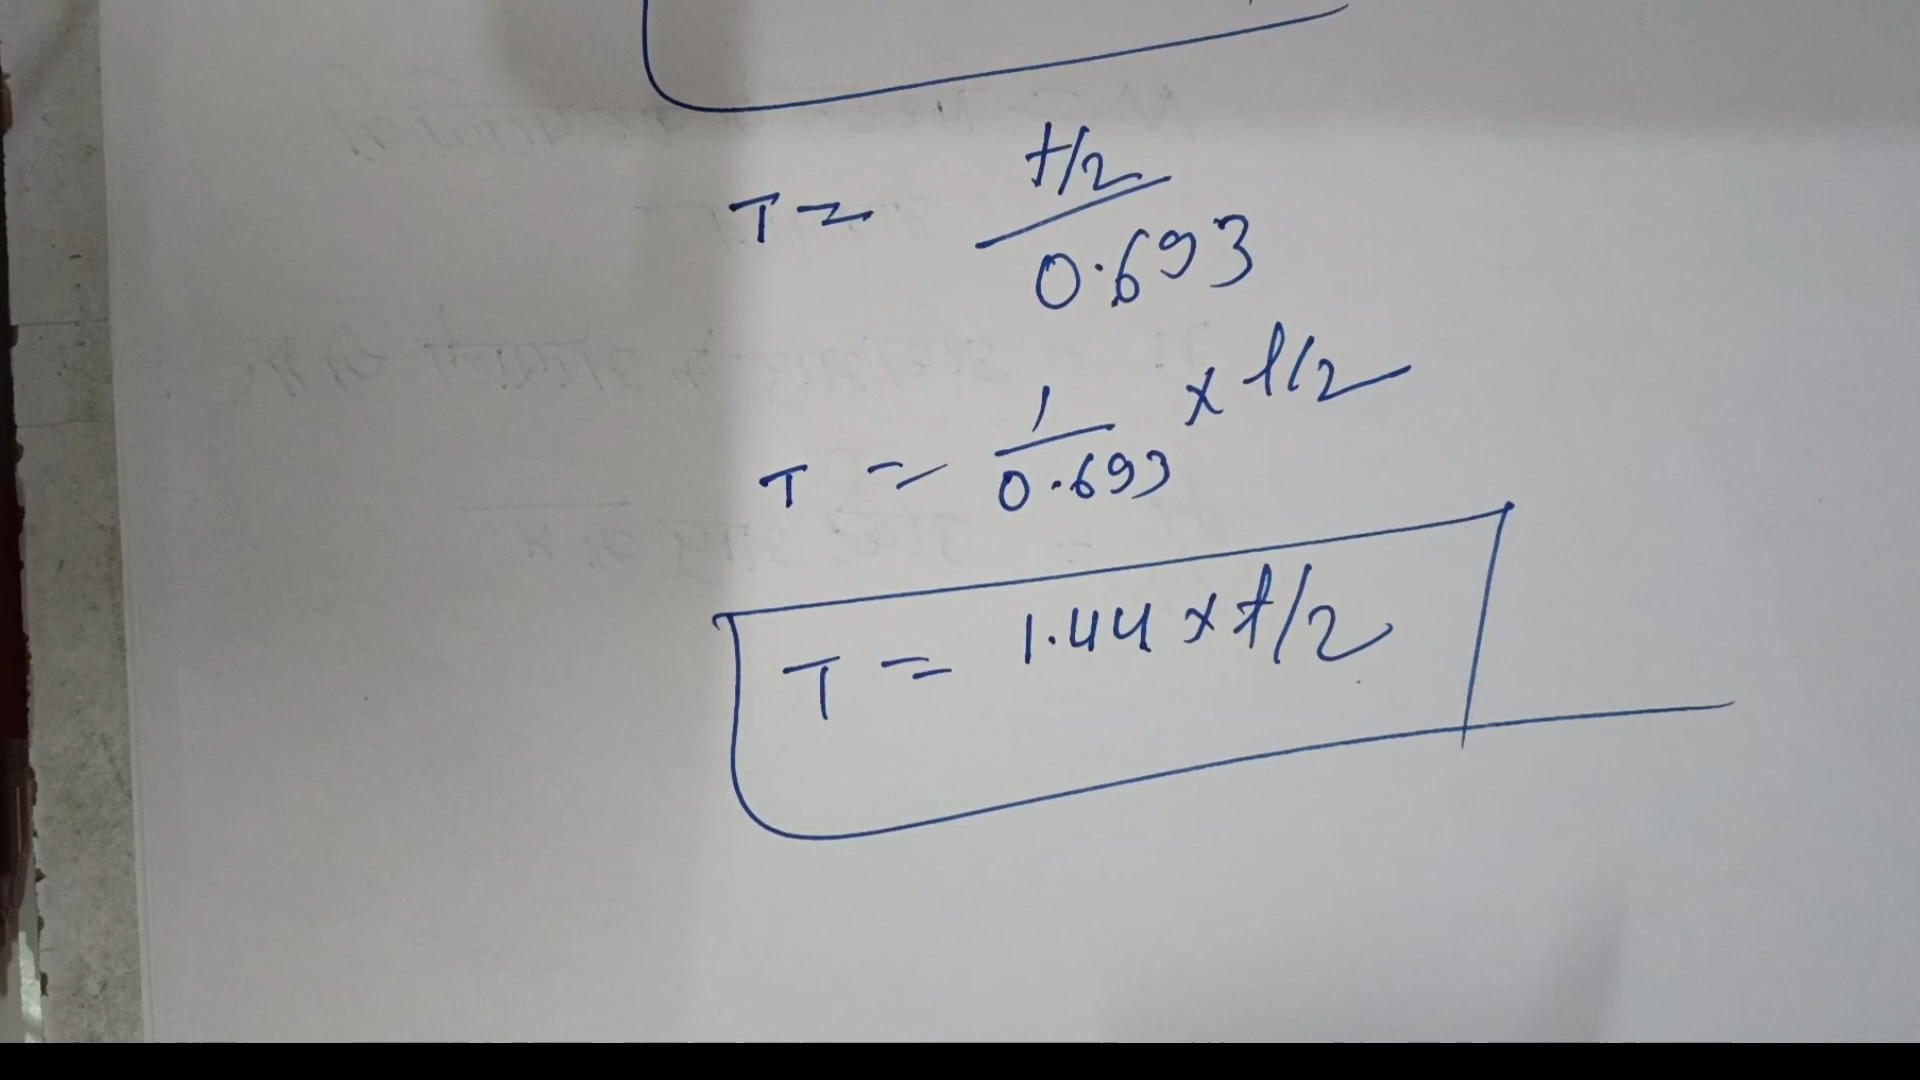 T = t/2 / 0.693
T = 1/0.693 × t/2
T = 1.44 × t/2